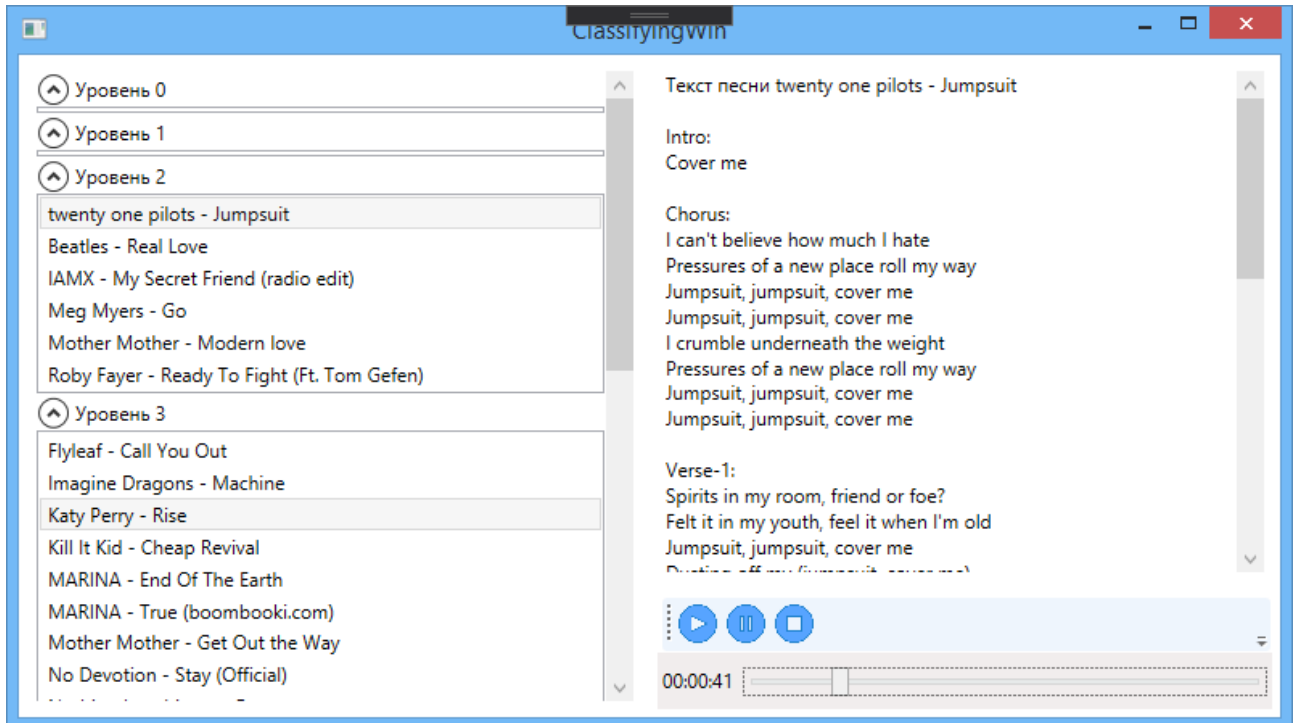 ClassifyingWin
Уровень 0
Уровень 1
Уровень 2
twenty one pilots - Jumpsuit
Beatles - Real Love
IAMX - My Secret Friend (radio edit)
Meg Myers - Go
Mother Mother - Modern love
Roby Fayer - Ready To Fight (Ft. Tom Gefen)
Уровень 3
Flyleaf - Call You Out
Imagine Dragons - Machine
Katy Perry - Rise
Kill It Kid - Cheap Revival
MARINA - End Of The Earth
MARINA - True (boombooki.com)
Mother Mother - Get Out the Way
No Devotion - Stay (Official)
Текст песни twenty one pilots - Jumpsuit
Intro:
Cover me
Chorus:
I can't believe how much I hate
Pressures of a new place roll my way
Jumpsuit, jumpsuit, cover me
Jumpsuit, jumpsuit, cover me
I crumble underneath the weight
Pressures of a new place roll my way
Jumpsuit, jumpsuit, cover me
Jumpsuit, jumpsuit, cover me
Verse-1:
Spirits in my room, friend or foe?
Felt it in my youth, feel it when I'm old
Jumpsuit, jumpsuit, cover me
Dusting off my (jumpsuit, cover me)
00:00:41